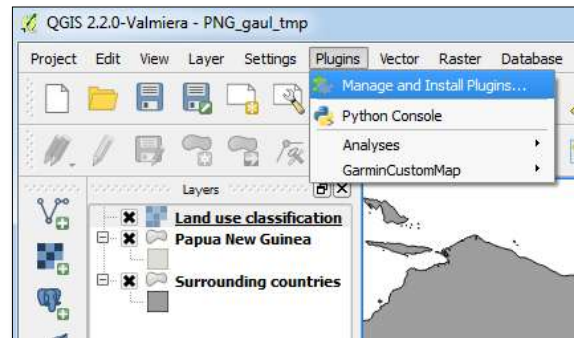 QGIS 2.2.0-Valmiera - PNG_gaul_tmp
Project Edit View Layer Settings Plugins Vector Raster Database
Manage and Install Plugins...
Python Console
Analyses
GarminCustomMap
Layers
Land use classification
Papua New Guinea
Surrounding countries